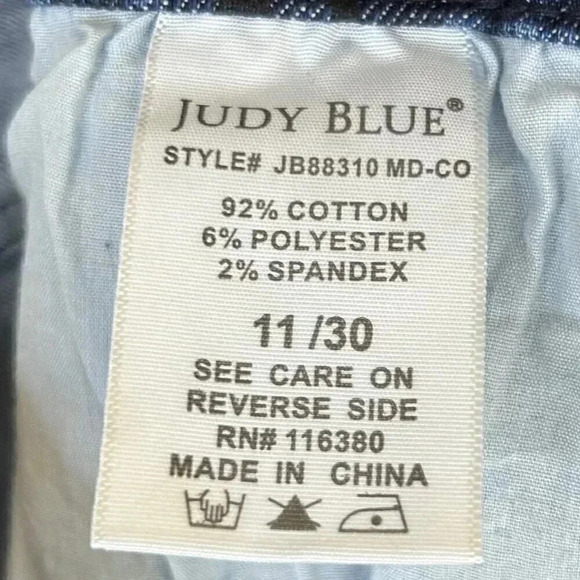 JUDY BLUE®
STYLE# JB88310 MD-CO
92% COTTON
6% POLYESTER
2% SPANDEX
11 /30
SEE CARE ON
REVERSE SIDE
RN# 116380
MADE IN CHINA